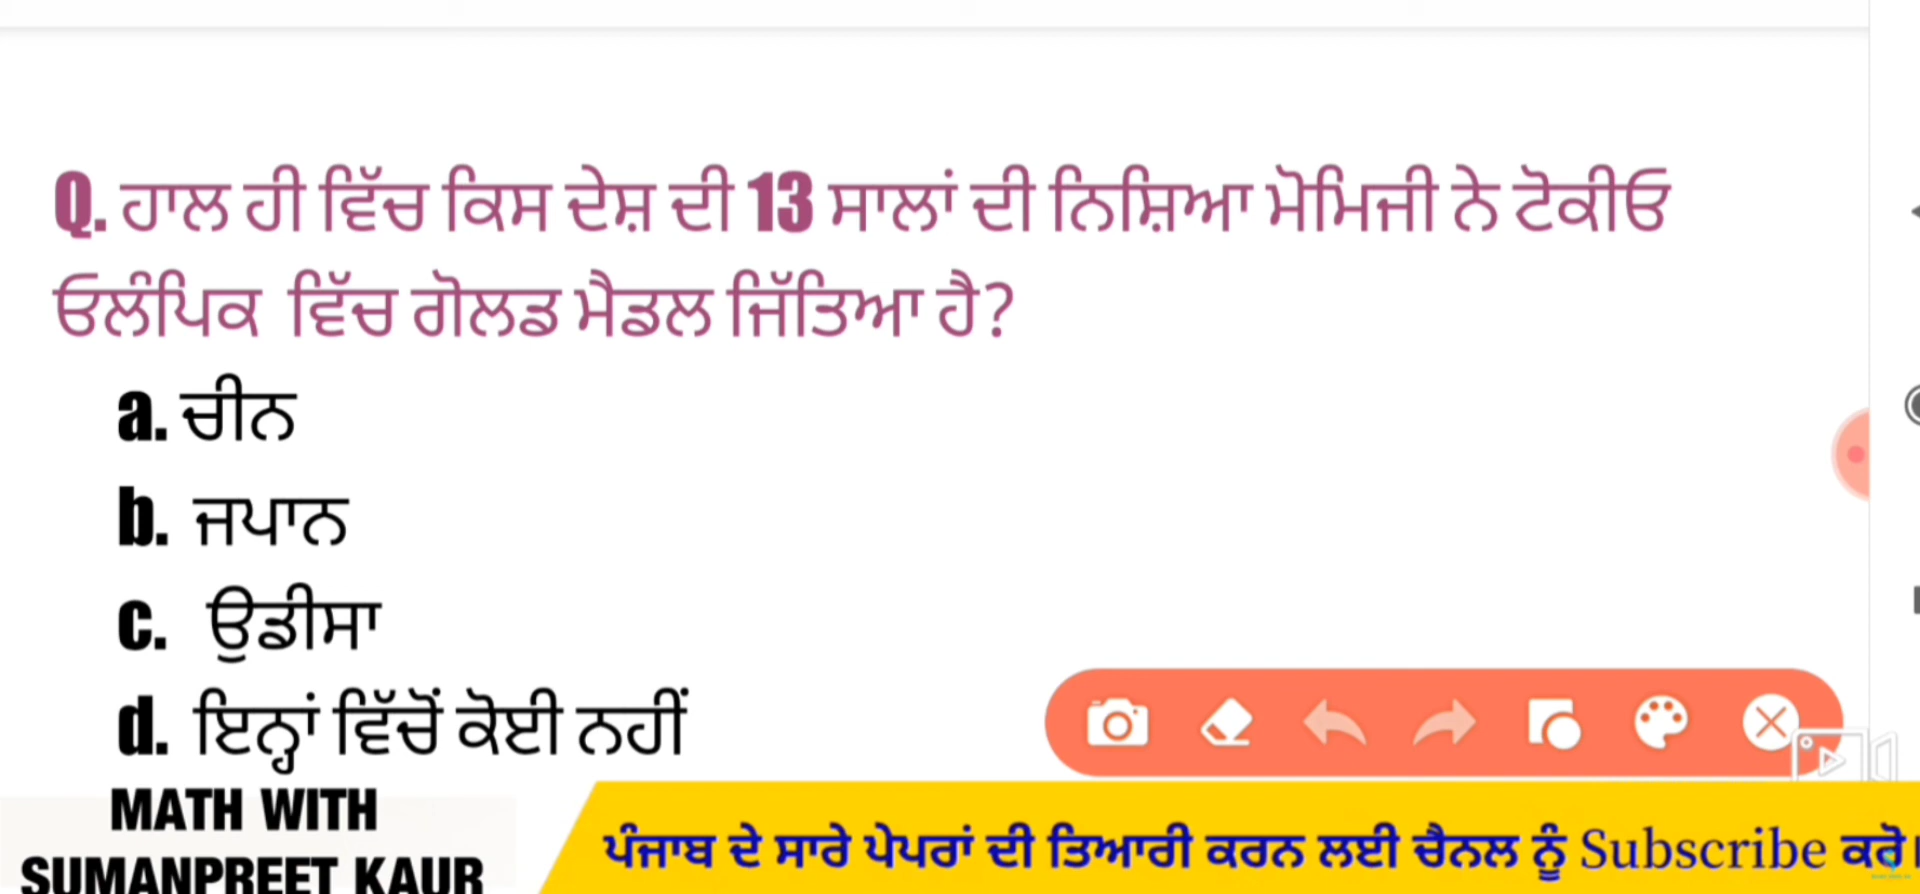 Q. ਹਾਲ ਹੀ ਵਿੱਚ ਕਿਸ ਦੇਸ਼ ਦੀ 13 ਸਾਲਾਂ ਦੀ ਨਿਸ਼ਿਆ ਮੋਮਿਜੀ ਨੇ ਟੋਕੀਓ
ਓਲੰਪਿਕ ਵਿੱਚ ਗੋਲਡ ਮੈਡਲ ਜਿੱਤਿਆ ਹੈ?
a. ਚੀਨ
b. ਜਪਾਨ
c. ਉਡੀਸਾ
d. ਇਨ੍ਹਾਂ ਵਿੱਚੋਂ ਕੋਈ ਨਹੀਂ
MATH WITH
SUMANPREET KAUR
ਪੰਜਾਬ ਦੇ ਸਾਰੇ ਪੇਪਰਾਂ ਦੀ ਤਿਆਰੀ ਕਰਨ ਲਈ ਚੈਨਲ ਨੂੰ Subscribe ਕਰੋ।